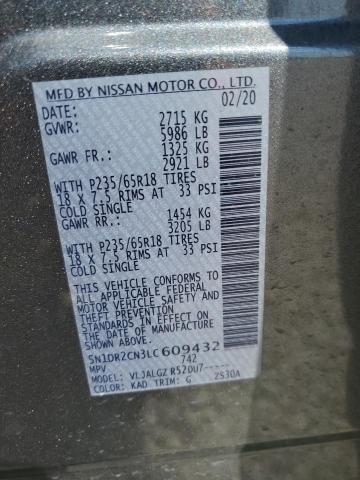 MFD BY NISSAN MOTOR CO., LTD.
DATE: 02/20
GVWR: 2715 KG
5986 LB
GAWR FR.: 1325 KG
2921 LB
WITH P235/65R18 TIRES
18 X 7.5 RIMS AT 33 PSI
COLD SINGLE
GAWR RR.: 1454 KG
3205 LB
WITH P235/65R18 TIRES
18 X 7.5 RIMS AT 33 PSI
COLD SINGLE
THIS VEHICLE CONFORMS TO
ALL APPLICABLE FEDERAL
MOTOR VEHICLE SAFETY AND
THEFT PREVENTION
STANDARDS IN EFFECT ON
THE DATE OF MANUFACTURE
SHOWN ABOVE.
5N1DR2CN3LC609432
MPV 742
MODEL: VLJALGZ R52OU7-----
COLOR: KAD TRIM: G 2S30A